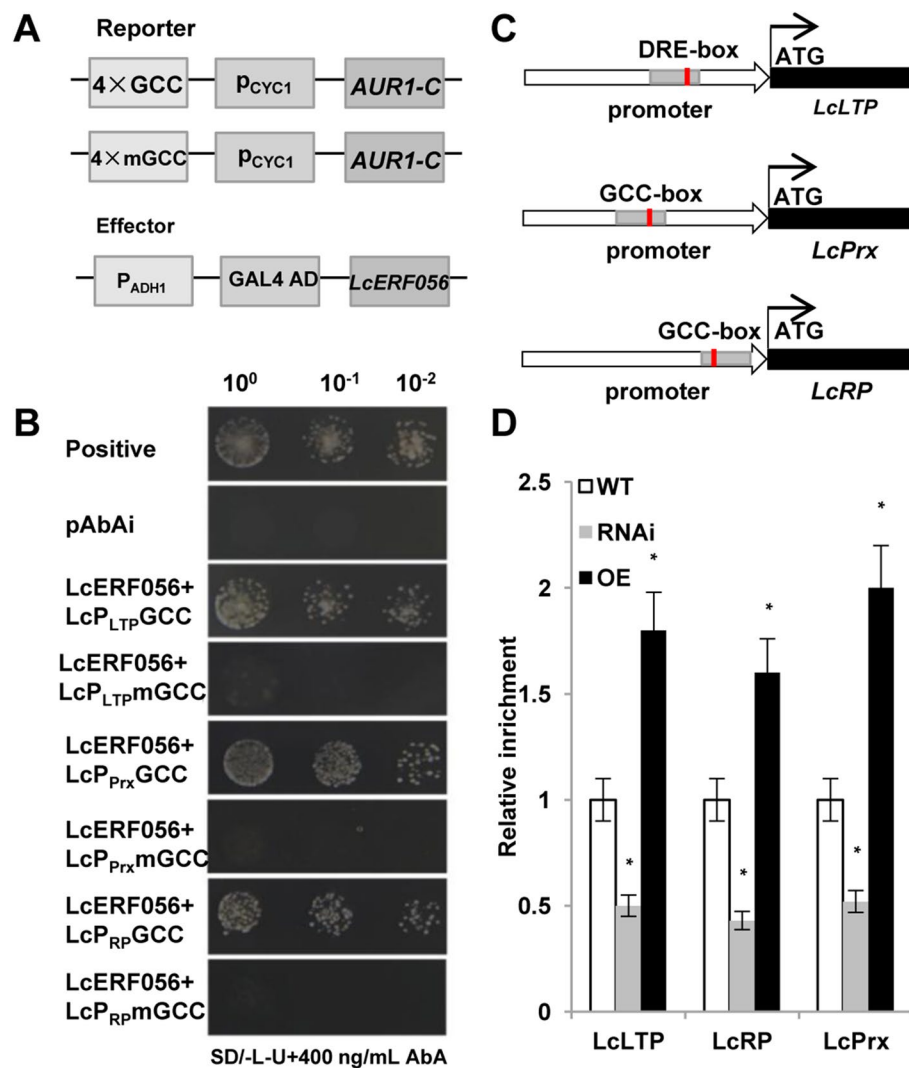 A
Reporter
4×GCC pCYC1 AUR1-C
4×mGCC pCYC1 AUR1-C
Effector
PADH1 GAL4 AD LcERF056
B
10⁰ 10⁻¹ 10⁻²
Positive
pAbAi
LcERF056+
LcPLTPGCC
LcERF056+
LcPLTPmGCC
LcERF056+
LcPPrxGCC
LcERF056+
LcPPrxmGCC
LcERF056+
LcPRPGCC
LcERF056+
LcPRPmGCC
SD/-L-U+400 ng/mL AbA
C
DRE-box ATG
promoter LcLTP
GCC-box ATG
promoter LcPrx
GCC-box ATG
promoter LcRP
D
Relative inrichment
2.5
2
1.5
1
0.5
0
WT
RNAi
OE
* * *
* * *
LcLTP LcRP LcPrx